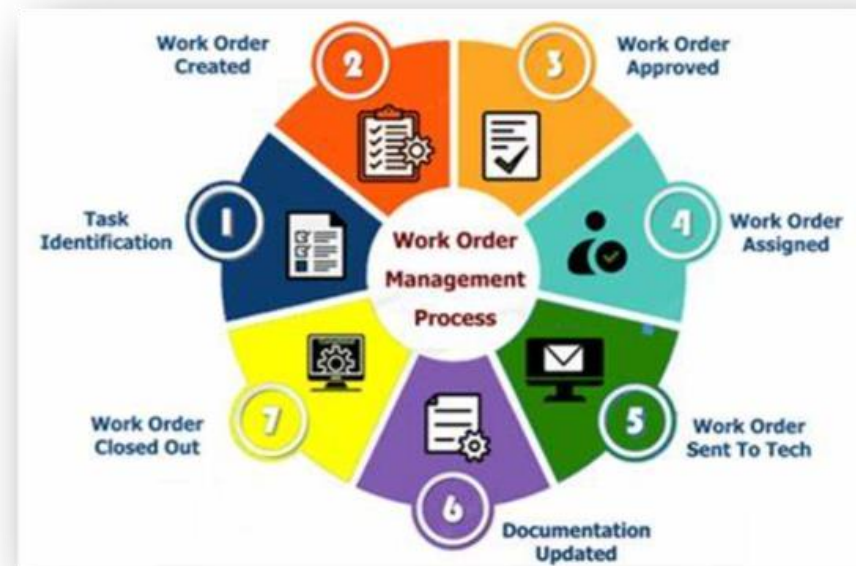 Work Order
Created
2
3
Work Order
Approved
Task
Identification
1
4
Work Order
Assigned
Work Order
Management
Process
Work Order
Closed Out
7
5
Work Order
Sent To Tech
6
Documentation
Updated